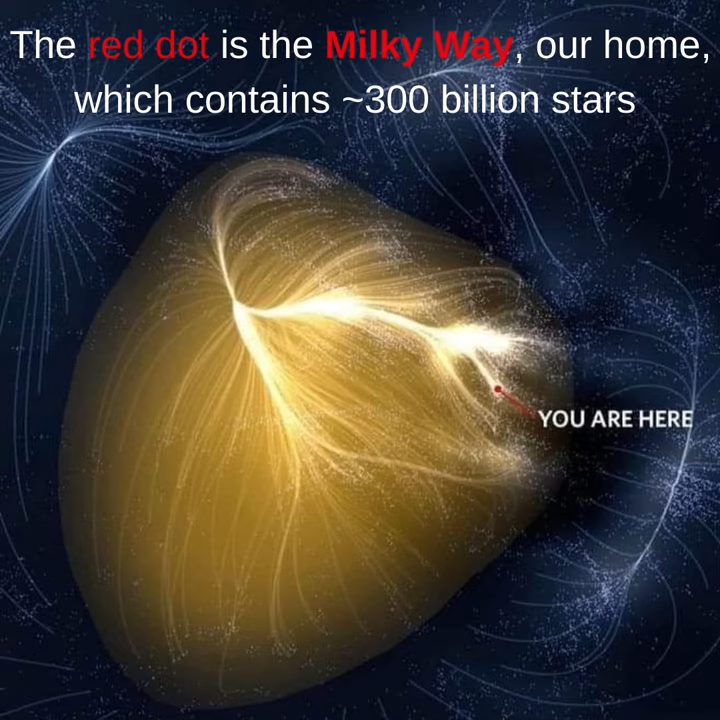 The red dot is the Milky Way, our home,
which contains ~300 billion stars
YOU ARE HERE